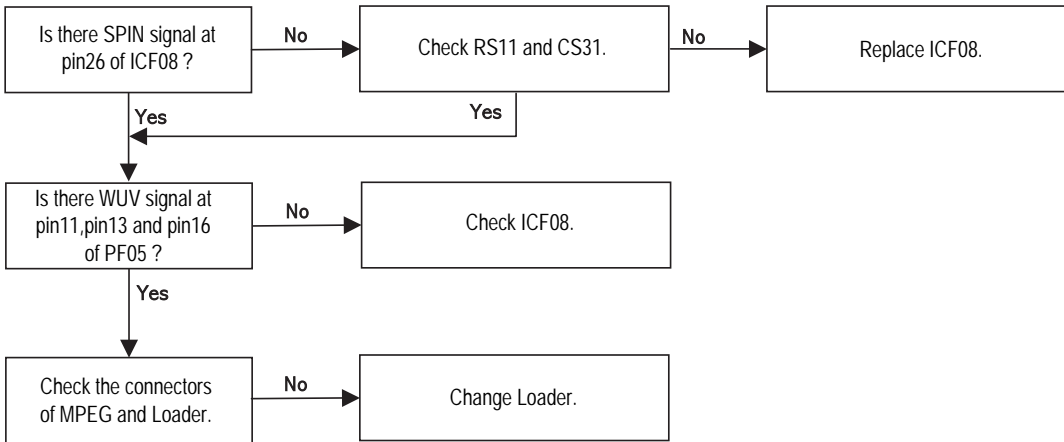 Is there SPIN signal at
pin26 of ICF08 ?
No
Check RS11 and CS31.
No
Replace ICF08.
Yes
Yes
Is there WUV signal at
pin11,pin13 and pin16
of PF05 ?
No
Check ICF08.
Yes
Check the connectors
of MPEG and Loader.
No
Change Loader.